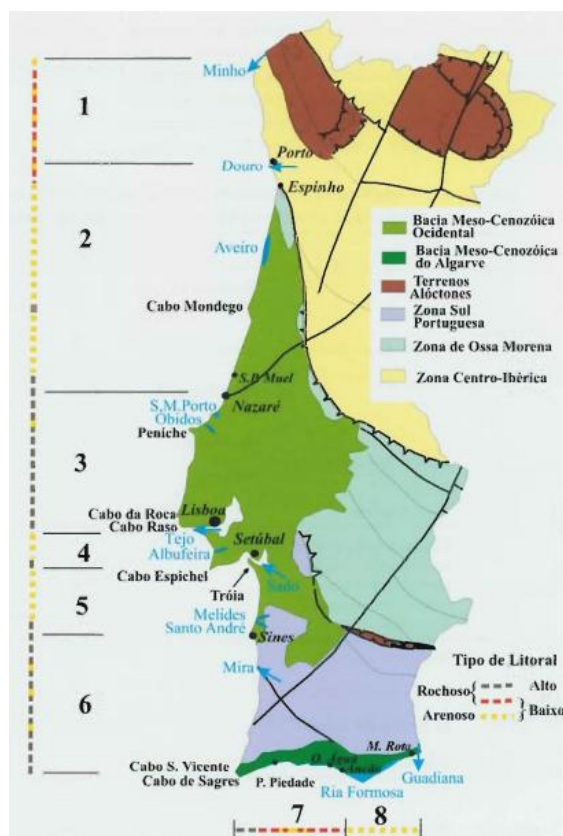 Minho
1
Porto
Douro
Espinho
2
Aveiro
Cabo Mondego
S.P. Muel
Nazaré
S.M.Porto
Óbidos
Peniche
3
Lisboa
Cabo da Roca
Cabo Raso
Tejo
Albufeira
Setúbal
4
Cabo Espichel
Sado
Tróia
5
Melides
Santo André
Sines
Mira
6
M. Rota
Cabo S. Vicente
Cabo de Sagres
P. Piedade
Ancão
Guadiana
Ria Formosa
7
8
Bacia Meso-Cenozóica
Ocidental
Bacia Meso-Cenozóica
do Algarve
Terrenos
Alóctones
Zona Sul
Portuguesa
Zona de Ossa Morena
Zona Centro-Ibérica
Tipo de Litoral
Rochoso
Alto
Arenoso
Baixo